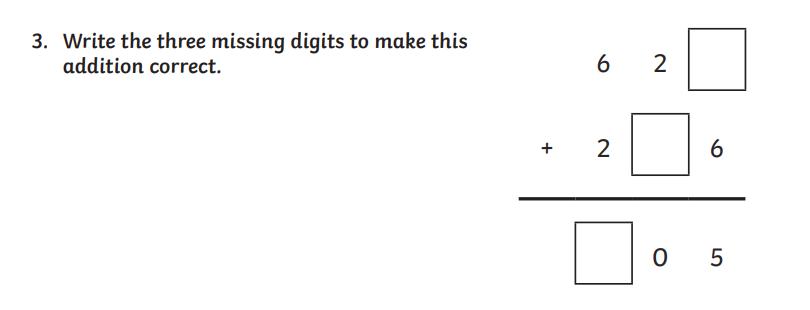 3. Write the three missing digits to make this
addition correct.
6 2
+ 2 6
0 5